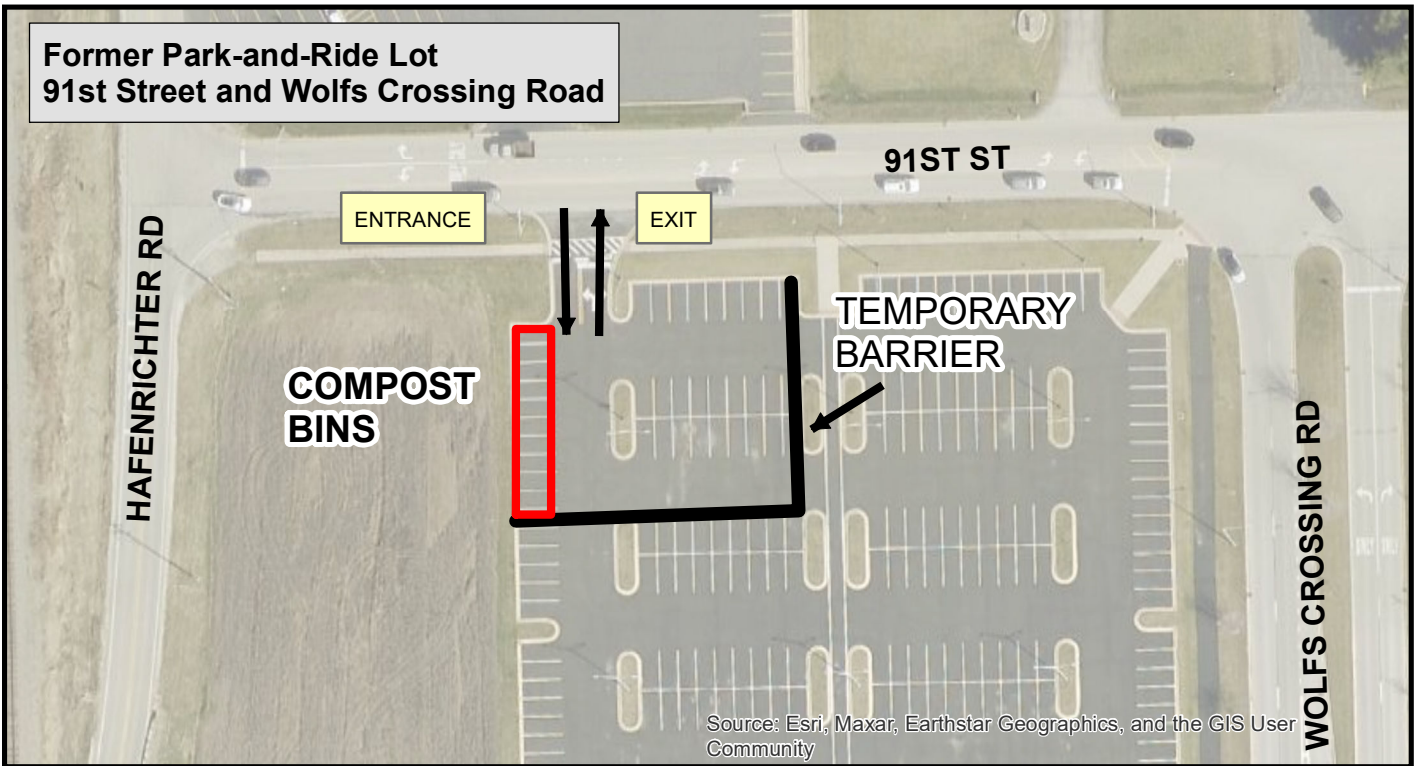 Former Park-and-Ride Lot
91st Street and Wolfs Crossing Road
91ST ST
ENTRANCE
EXIT
HAFENRICHTER RD
TEMPORARY
BARRIER
COMPOST
BINS
WOLFS CROSSING RD
Source: Esri, Maxar, Earthstar Geographics, and the GIS User
Community